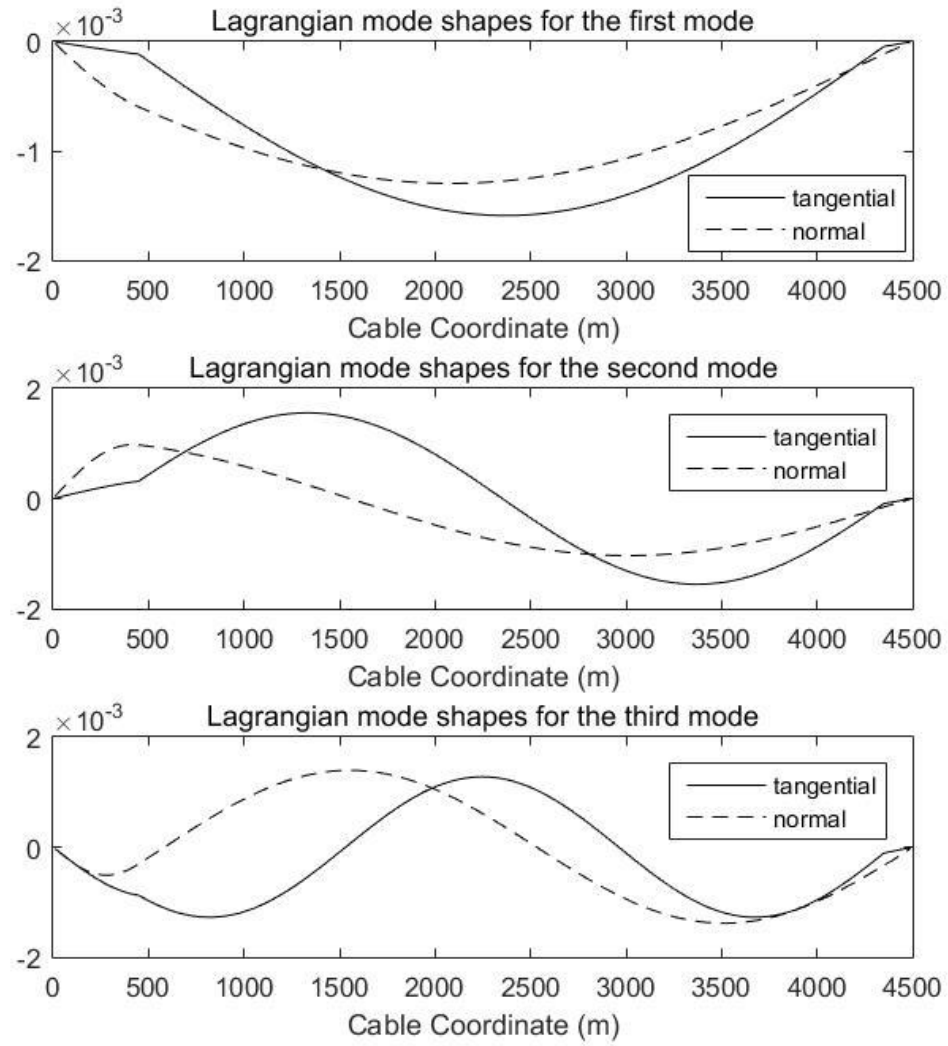 ×10⁻³
Lagrangian mode shapes for the first mode
0
-1
-2
tangential
normal
0 500 1000 1500 2000 2500 3000 3500 4000 4500
Cable Coordinate (m)
×10⁻³
Lagrangian mode shapes for the second mode
2
0
-2
tangential
normal
0 500 1000 1500 2000 2500 3000 3500 4000 4500
Cable Coordinate (m)
×10⁻³
Lagrangian mode shapes for the third mode
2
0
-2
tangential
normal
0 500 1000 1500 2000 2500 3000 3500 4000 4500
Cable Coordinate (m)